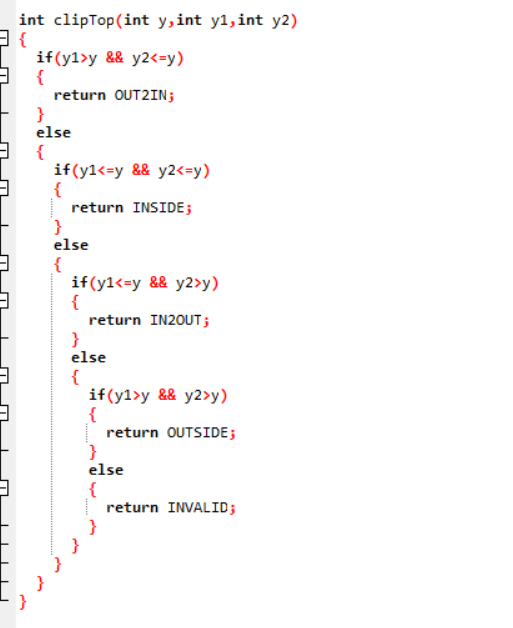 int clipTop(int y,int y1,int y2)
{
if(y1>y && y2<=y)
{
return OUT2IN;
}
else
{
if(y1<=y && y2<=y)
{
return INSIDE;
}
else
{
if(y1<=y && y2>y)
{
return IN2OUT;
}
else
{
if(y1>y && y2>y)
{
return OUTSIDE;
}
else
{
return INVALID;
}
}
}
}
}